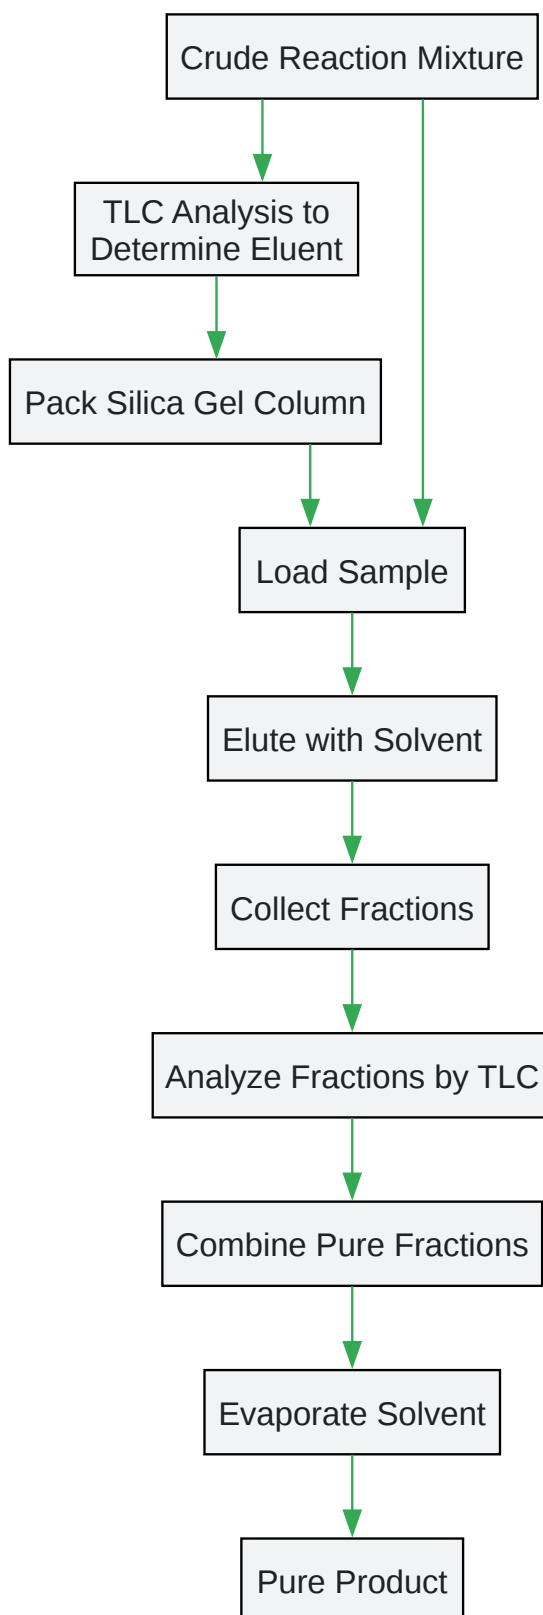 Crude Reaction Mixture
TLC Analysis to
Determine Eluent
Pack Silica Gel Column
Load Sample
Elute with Solvent
Collect Fractions
Analyze Fractions by TLC
Combine Pure Fractions
Evaporate Solvent
Pure Product